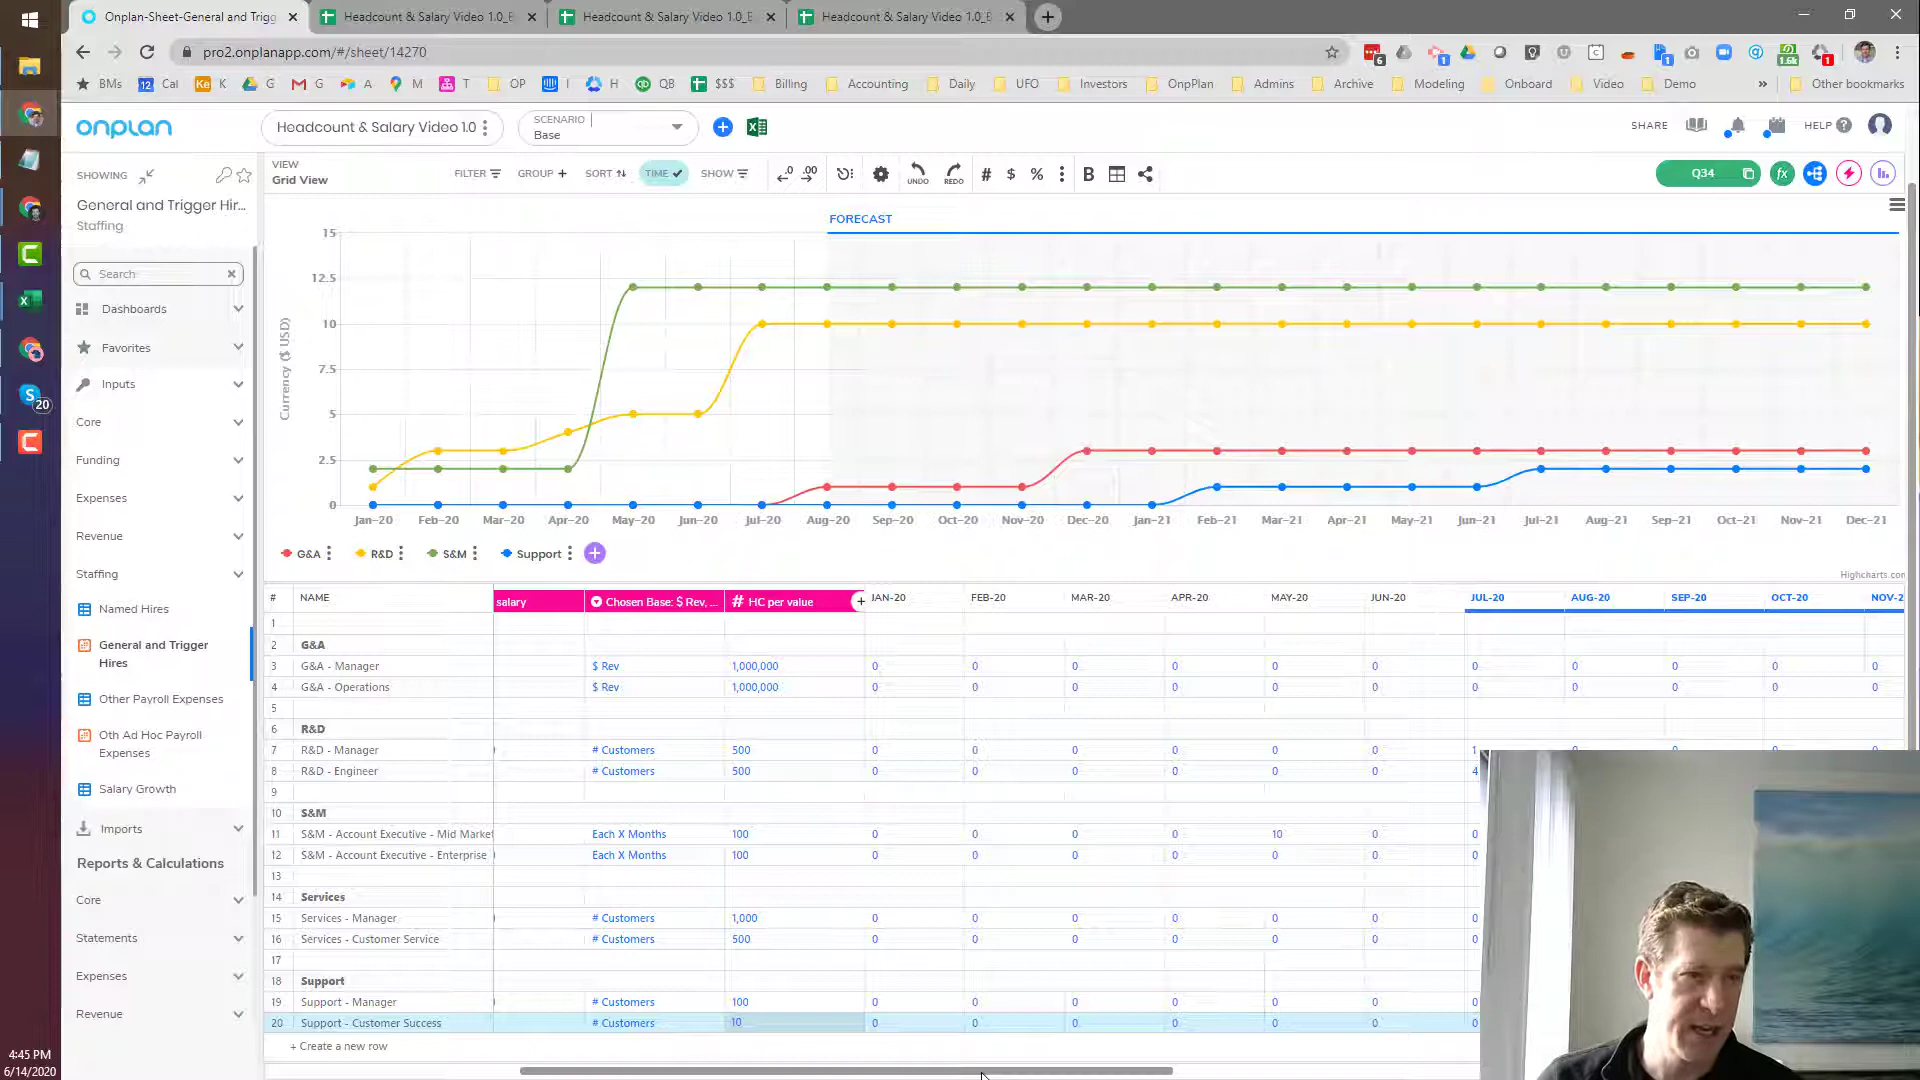 Onplan-Sheet-General and Trigg
Headcount & Salary Video 1.0_E
Headcount & Salary Video 1.0_E
Headcount & Salary Video 1.0_E
pro2.onplanapp.com/#/sheet/14270
6 1 1 1.6k 1
BMs 12 Cal Ke K G G A M T OP I H QB $$$ Billing Accounting Daily UFO Investors OnpPlan Admins Archive Modeling Onboard Video Demo » Other bookmarks
onplan
Headcount & Salary Video 1.0
SCENARIO
Base
SHARE
HELP
SHOWING
VIEW
Grid View
FILTER GROUP + SORT TIME SHOW
.0 .00
UNDO REDO
# $ % B
Q34
fx
General and Trigger Hir...
Staffing
Search
Dashboards
Favorites
Inputs
Core
Funding
Expenses
Revenue
Staffing
Named Hires
General and Trigger
Hires
Other Payroll Expenses
Oth Ad Hoc Payroll
Expenses
Salary Growth
Imports
Reports & Calculations
Core
Statements
Expenses
Revenue
FORECAST
Currency ($ USD)
15
12.5
10
7.5
5
2.5
0
Jan-20 Feb-20 Mar-20 Apr-20 May-20 Jun-20 Jul-20 Aug-20 Sep-20 Oct-20 Nov-20 Dec-20 Jan-21 Feb-21 Mar-21 Apr-21 May-21 Jun-21 Jul-21 Aug-21 Sep-21 Oct-21 Nov-21 Dec-21
G&A R&D S&M Support
Highcharts.com
# NAME salary Chosen Base: $ Rev, ... # HC per value + JAN-20 FEB-20 MAR-20 APR-20 MAY-20 JUN-20 JUL-20 AUG-20 SEP-20 OCT-20 NOV-2
1
2 G&A
3 G&A - Manager $ Rev 1,000,000 0 0 0 0 0 0 0 0 0 0 0
4 G&A - Operations $ Rev 1,000,000 0 0 0 0 0 0 0 0 0 0 0
5
6 R&D
7 R&D - Manager # Customers 500 0 0 0 0 0 0 1
8 R&D - Engineer # Customers 500 0 0 0 0 0 0 4
9
10 S&M
11 S&M - Account Executive - Mid Market Each X Months 100 0 0 0 0 10 0 0
12 S&M - Account Executive - Enterprise Each X Months 100 0 0 0 0 0 0 0
13
14 Services
15 Services - Manager # Customers 1,000 0 0 0 0 0 0 0
16 Services - Customer Service # Customers 500 0 0 0 0 0 0 0
17
18 Support
19 Support - Manager # Customers 100 0 0 0 0 0 0 0
20 Support - Customer Success # Customers 10 0 0 0 0 0 0 0
+ Create a new row
20
4:45 PM
6/14/2020